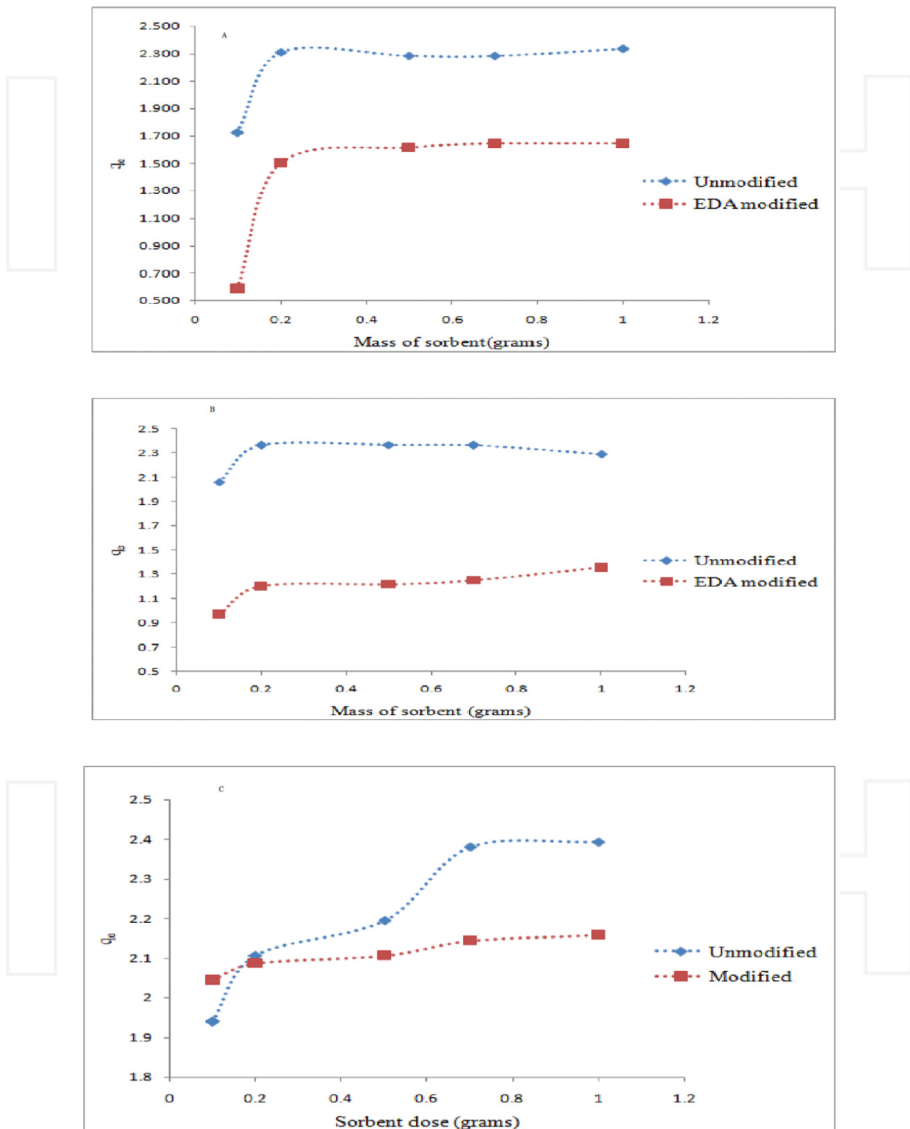 A
2.500
2.300
2.100
1.900
1.700
1.500
1.300
1.100
0.900
0.700
0.500
0 0.2 0.4 0.6 0.8 1 1.2
Mass of sorbent(grams)
Unmodified
EDA modified
B
2.5
2.3
2.1
1.9
1.7
1.5
1.3
1.1
0.9
0.7
0.5
0 0.2 0.4 0.6 0.8 1 1.2
Mass of sorbent (grams)
Unmodified
EDA modified
C
2.5
2.4
2.3
2.2
2.1
2
1.9
1.8
0 0.2 0.4 0.6 0.8 1 1.2
Sorbent dose (grams)
Unmodified
Modified